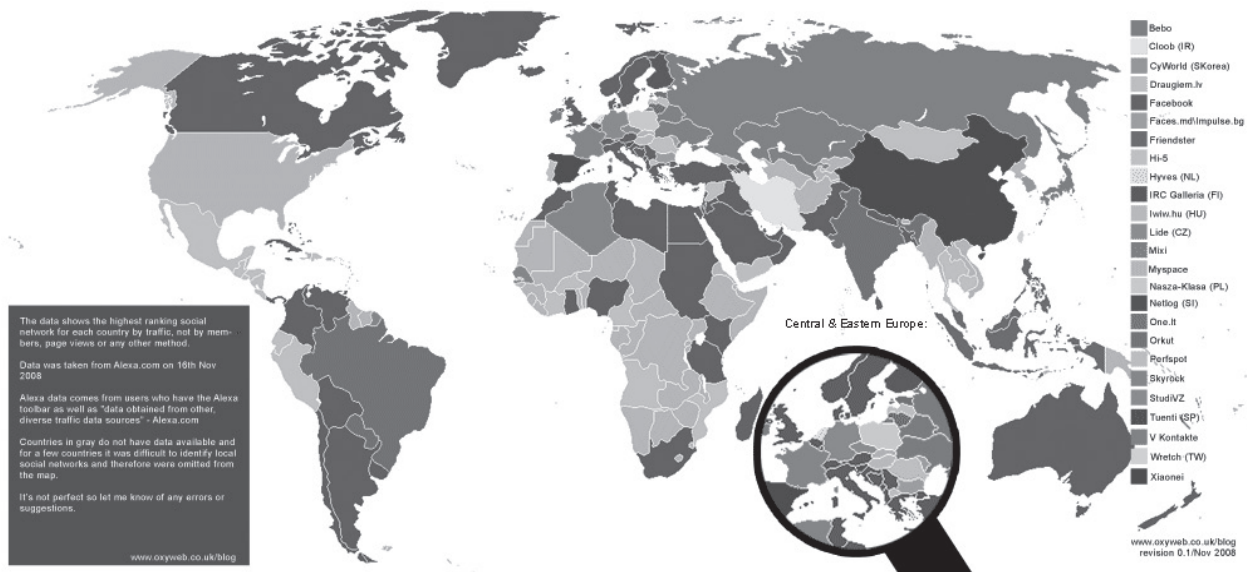 Bebo
Cloob (IR)
CyWorld (SKorea)
Draugiem.lv
Facebook
Faces.md\Impulse.bg
Friendster
Hi-5
Hyves (NL)
IRC Galleria (FI)
Iwiw.hu (HU)
Lide (CZ)
Mixi
Myspace
Nasza-Klasa (PL)
Netlog (SI)
One.lt
Orkut
Perfspot
Skyrock
StudiVZ
Tuenti (SP)
V Kontakte
Wretch (TW)
Xiaonei
www.oxyweb.co.uk/blog
revision 0.1/Nov 2008
Central & Eastern Europe:
The data shows the highest ranking social
network for each country by traffic, not by mem-
bers, page views or any other method.
Data was taken from Alexa.com on 16th Nov
2008
Alexa data comes from users who have the Alexa
toolbar as well as "data obtained from other,
diverse traffic data sources" - Alexa.com
Countries in gray do not have data available and
for a few countries it was difficult to identify local
social networks and therefore were omitted from
the map.
It's not perfect so let me know of any errors or
suggestions.
www.oxyweb.co.uk/blog